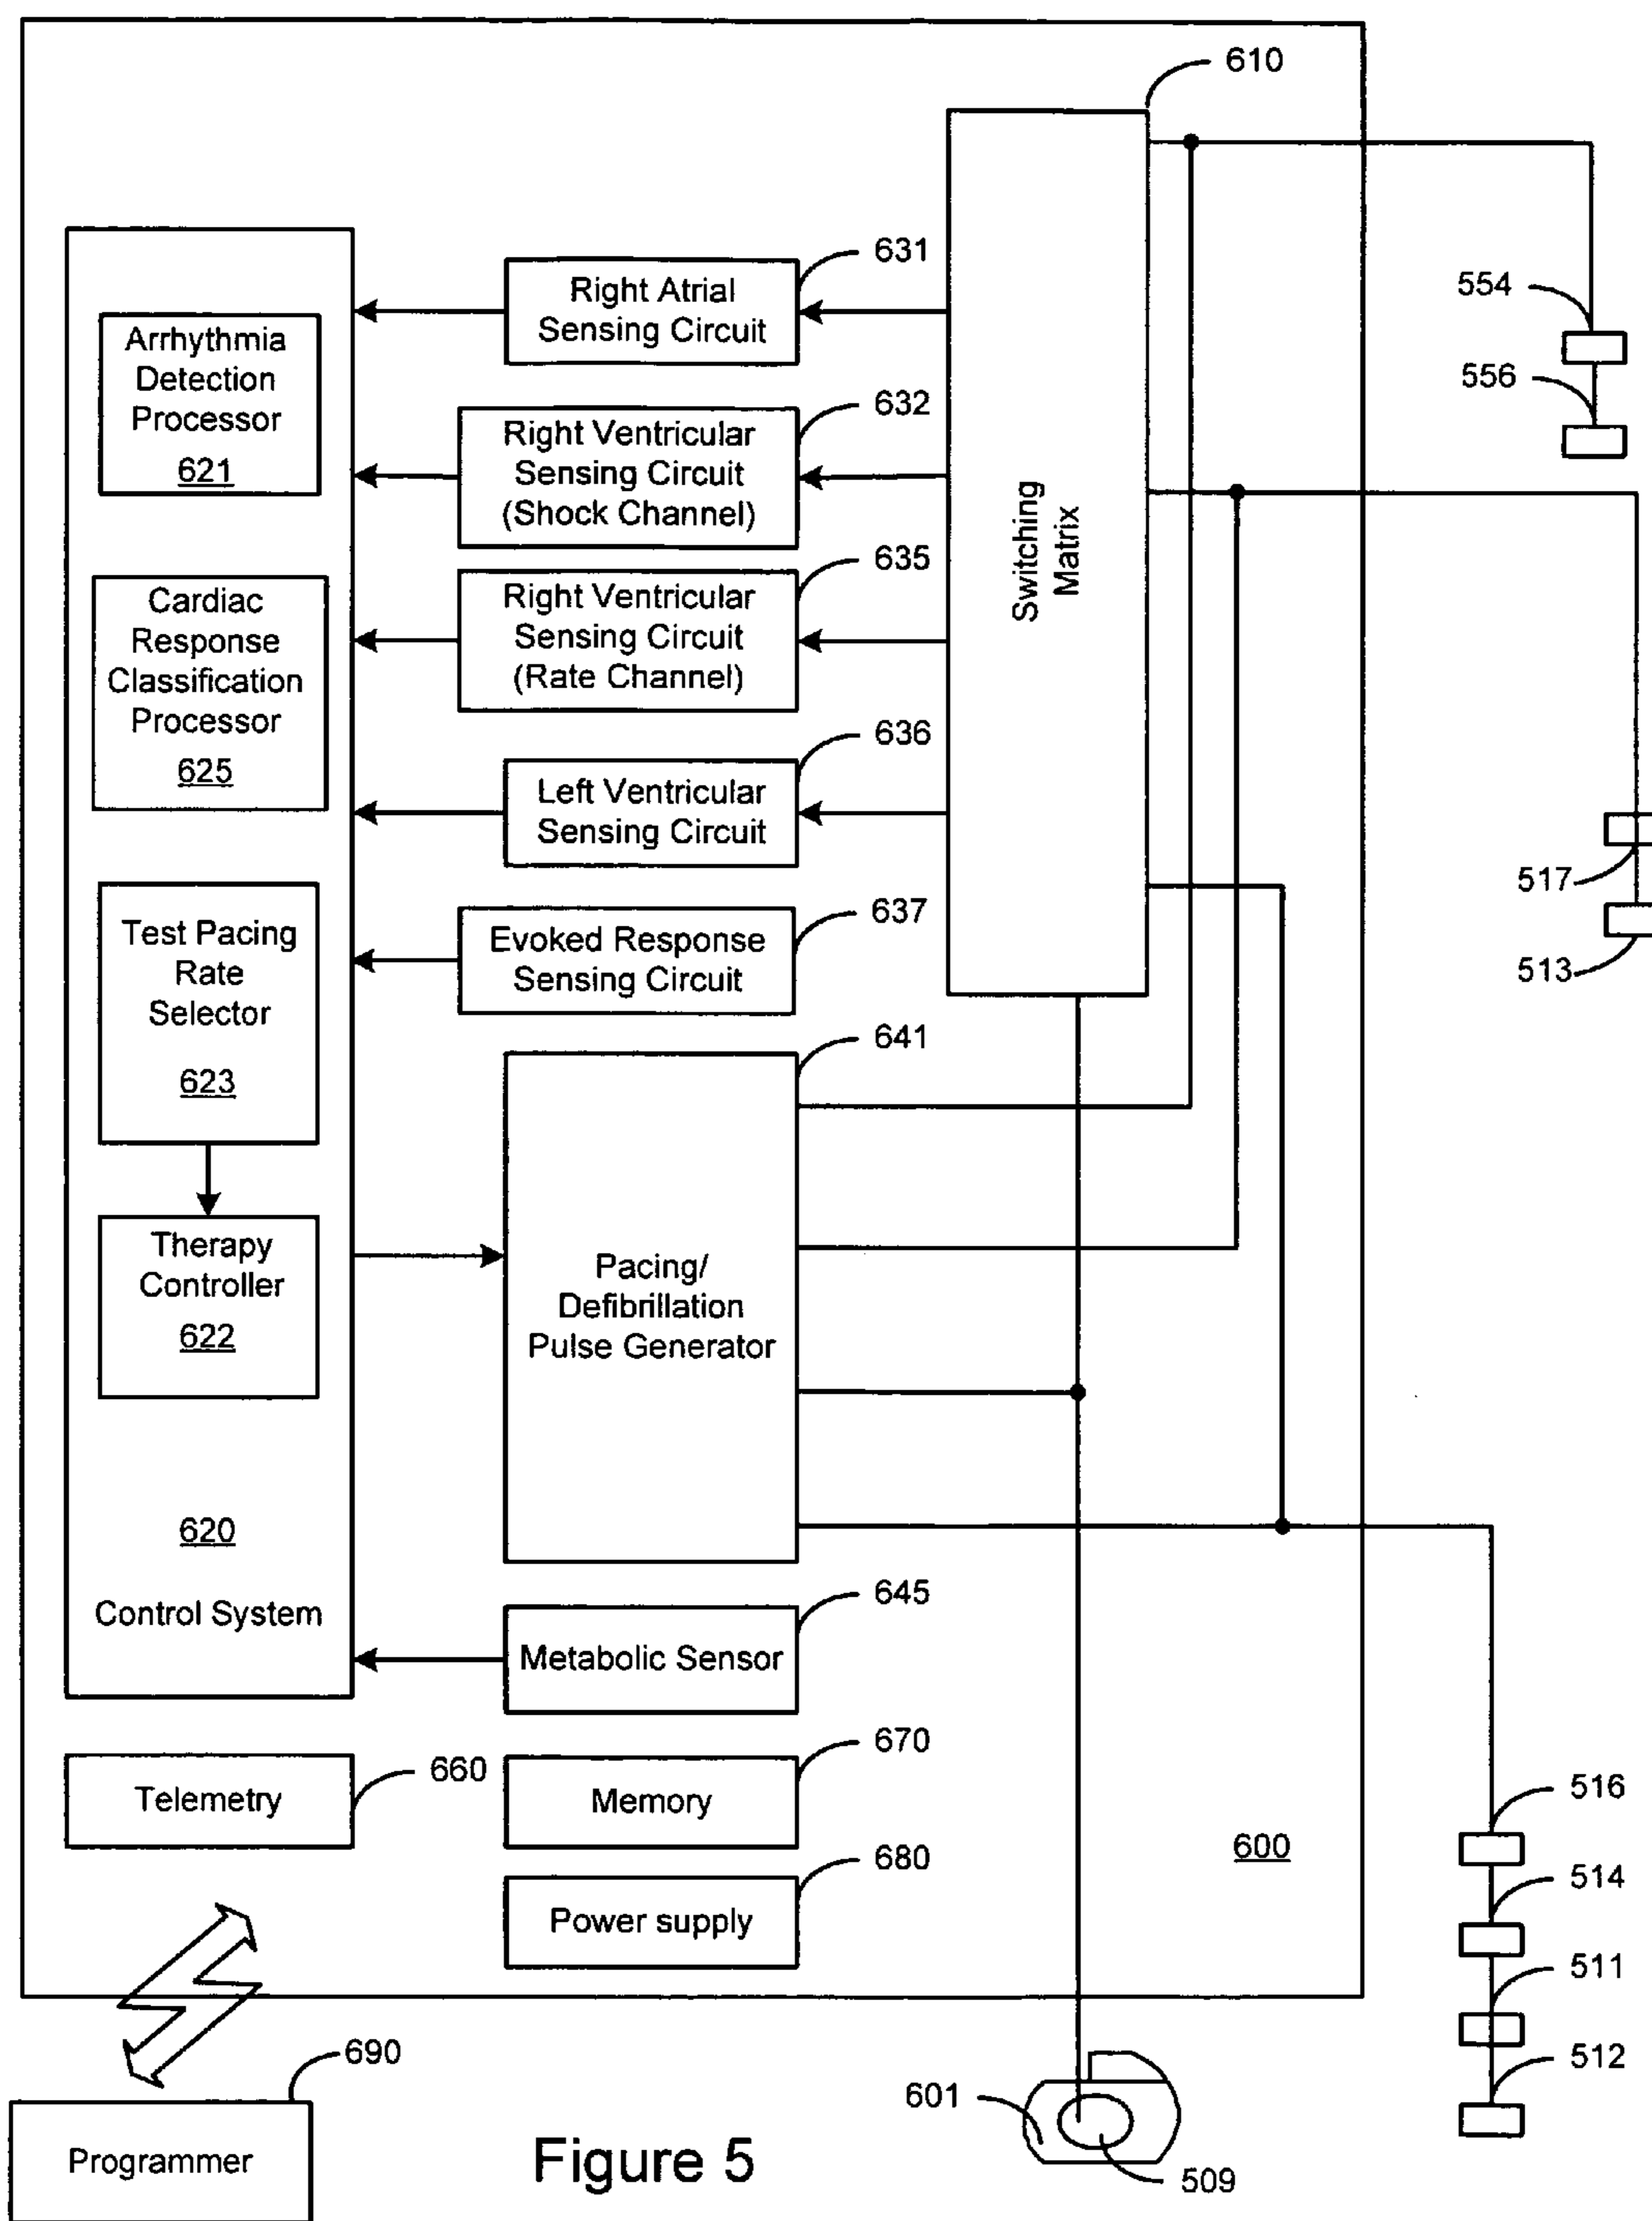 610
631
Right Atrial
Sensing Circuit
554
Arrhythmia
Detection
Processor
621
556
632
Right Ventricular
Sensing Circuit
(Shock Channel)
Switching
Matrix
635
Cardiac
Response
Classification
Processor
625
Right Ventricular
Sensing Circuit
(Rate Channel)
636
Left Ventricular
Sensing Circuit
517
513
637
Test Pacing
Rate
Selector
623
Evoked Response
Sensing Circuit
641
Therapy
Controller
622
Pacing/
Defibrillation
Pulse Generator
620
Control System
645
Metabolic Sensor
670
660
Telemetry
Memory
516
600
680
514
Power supply
511
690
512
601
Programmer
Figure 5
509